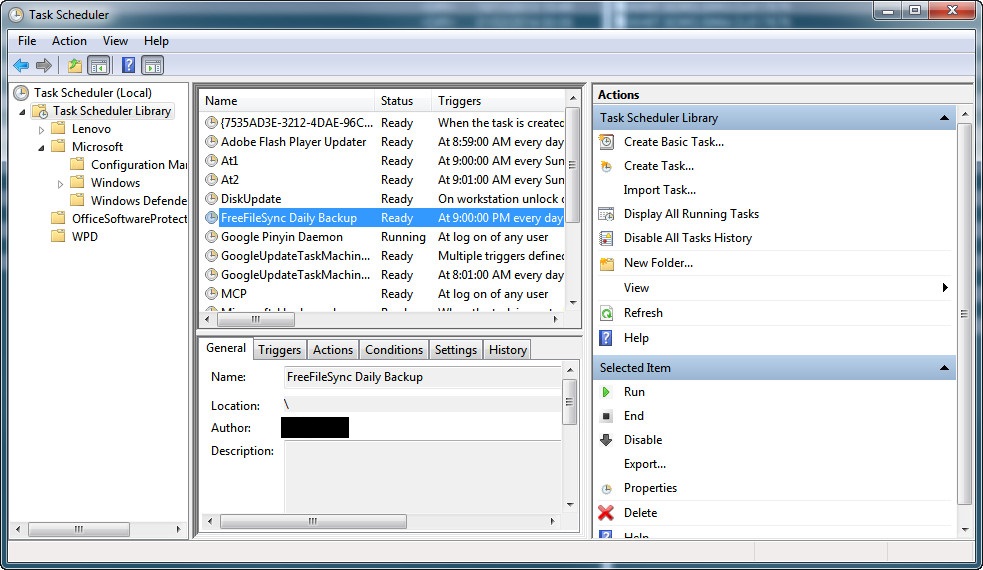 Task Scheduler
File Action View Help
Task Scheduler (Local)
Task Scheduler Library
Lenovo
Microsoft
Configuration Ma
Windows
Windows Defende
OfficeSoftwareProtect
WPD
Name Status Triggers
{7535AD3E-3212-4DAE-96C... Ready When the task is created
Adobe Flash Player Updater Ready At 8:59:00 AM every day
At1 Ready At 9:00:00 AM every Sun
At2 Ready At 9:01:00 AM every Sun
DiskUpdate Ready On workstation unlock o
FreeFileSync Daily Backup Ready At 9:00:00 PM every day
Google Pinyin Daemon Running At log on of any user
GoogleUpdateTaskMachin... Ready Multiple triggers defined
GoogleUpdateTaskMachin... Ready At 8:01:00 AM every day
MCP Ready At log on of any user
General Triggers Actions Conditions Settings History
Name: FreeFileSync Daily Backup
Location: \
Author:
Description:
Actions
Task Scheduler Library
Create Basic Task...
Create Task...
Import Task...
Display All Running Tasks
Disable All Tasks History
New Folder...
View
Refresh
Help
Selected Item
Run
End
Disable
Export...
Properties
Delete
Help